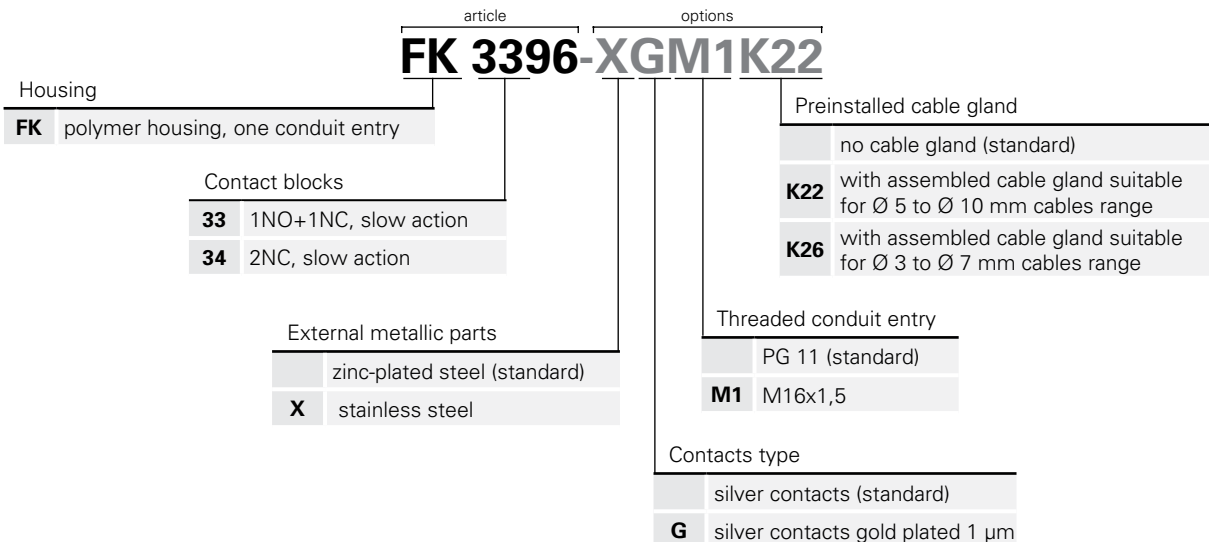 article
options
FK 3396-XGM1K22
Housing
FK polymer housing, one conduit entry
Contact blocks
33 1NO+1NC, slow action
34 2NC, slow action
External metallic parts
zinc-plated steel (standard)
X stainless steel
Preinstalled cable gland
no cable gland (standard)
K22 with assembled cable gland suitable
for Ø 5 to Ø 10 mm cables range
K26 with assembled cable gland suitable
for Ø 3 to Ø 7 mm cables range
Threaded conduit entry
PG 11 (standard)
M1 M16x1,5
Contacts type
silver contacts (standard)
G silver contacts gold plated 1 µm